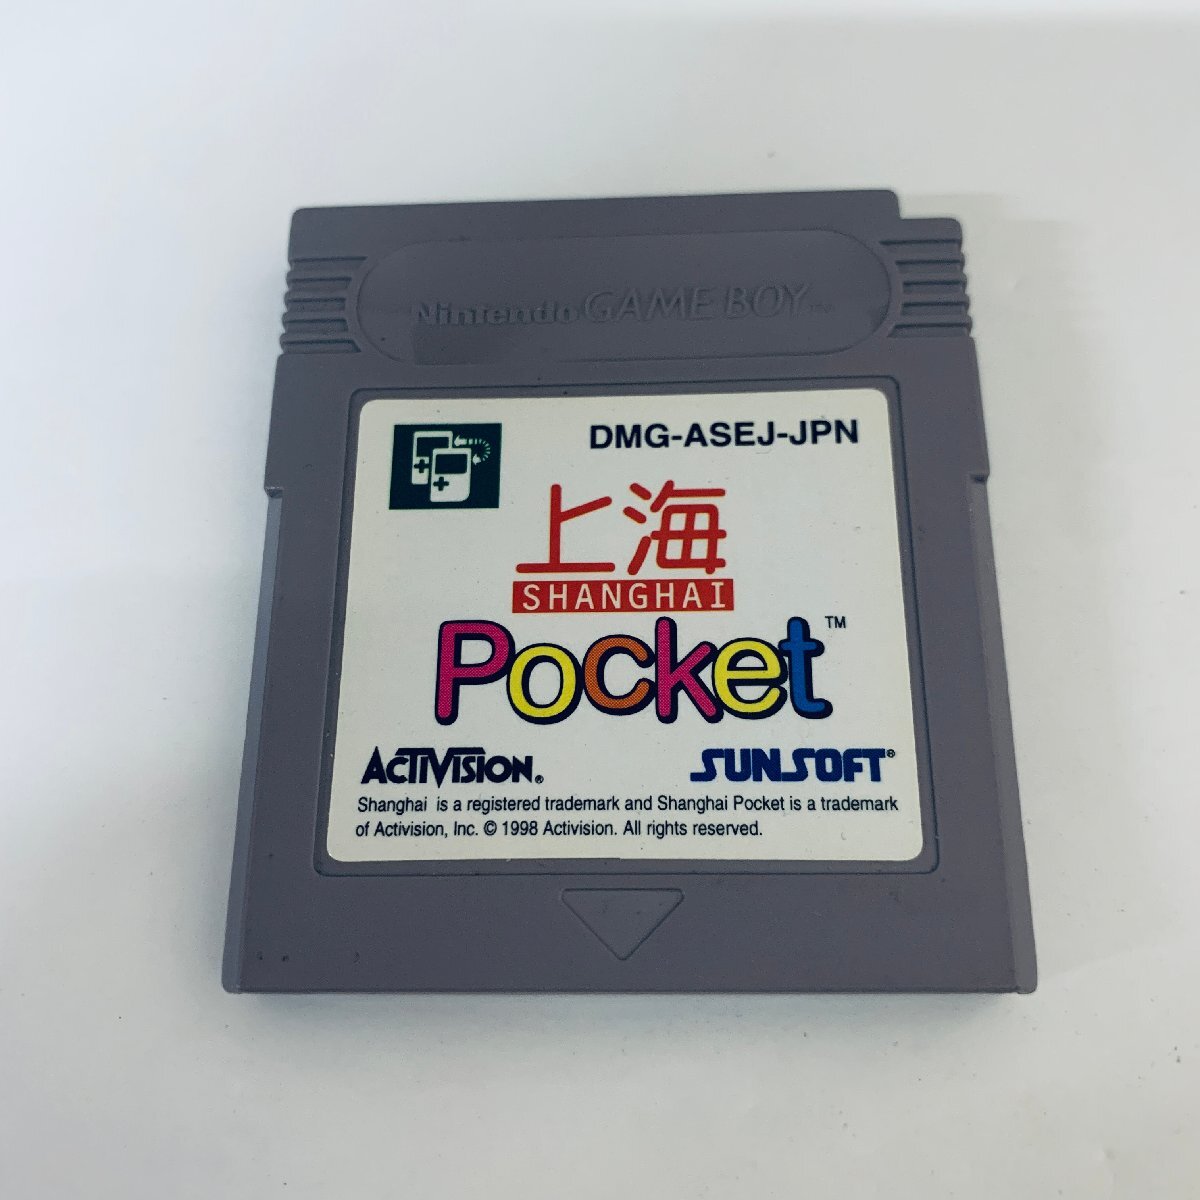 Nintendo GAME BOY™
DMG-ASEJ-JPN
上海
SHANGHAI
Pocket™
ACTIVISION®
SUNSOFT®
Shanghai is a registered trademark and Shanghai Pocket is a trademark
of Activision, Inc. © 1998 Activision. All rights reserved.